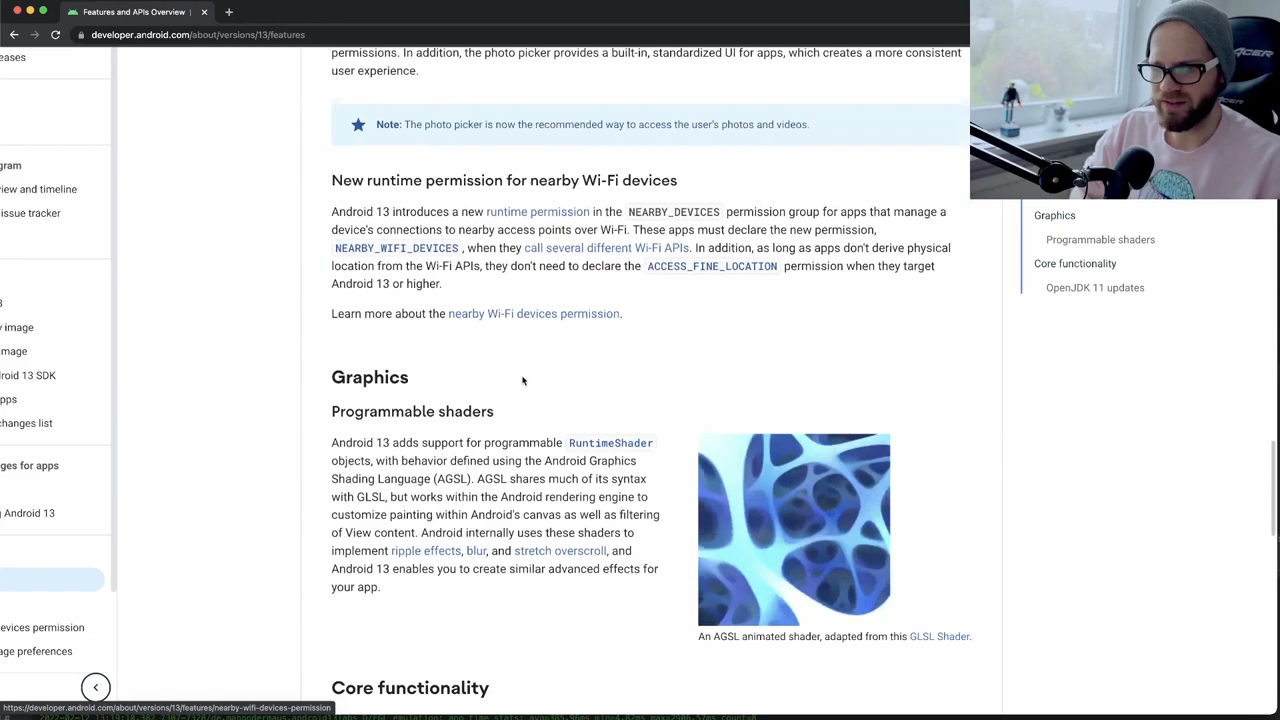 Features and APIs Overview |
developer.android.com/about/versions/13/features
eases
gram
view and timeline
issue tracker
3
y image
mage
roid 13 SDK
pps
changes list
ges for apps
g Android 13
evices permission
age preferences
permissions. In addition, the photo picker provides a built-in, standardized UI for apps, which creates a more consistent
user experience.
Note: The photo picker is now the recommended way to access the user's photos and videos.
New runtime permission for nearby Wi-Fi devices
Android 13 introduces a new runtime permission in the NEARBY_DEVICES permission group for apps that manage a
device's connections to nearby access points over Wi-Fi. These apps must declare the new permission,
NEARBY_WIFI_DEVICES , when they call several different Wi-Fi APIs. In addition, as long as apps don't derive physical
location from the Wi-Fi APIs, they don't need to declare the ACCESS_FINE_LOCATION permission when they target
Android 13 or higher.
Learn more about the nearby Wi-Fi devices permission.
Graphics
Programmable shaders
Android 13 adds support for programmable RuntimeShader
objects, with behavior defined using the Android Graphics
Shading Language (AGSL). AGSL shares much of its syntax
with GLSL, but works within the Android rendering engine to
customize painting within Android's canvas as well as filtering
of View content. Android internally uses these shaders to
implement ripple effects, blur, and stretch overscroll, and
Android 13 enables you to create similar advanced effects for
your app.
An AGSL animated shader, adapted from this GLSL Shader.
Core functionality
Graphics
Programmable shaders
Core functionality
OpenJDK 11 updates
ACER
https://developer.android.com/about/versions/13/features/nearby-wifi-devices-permission